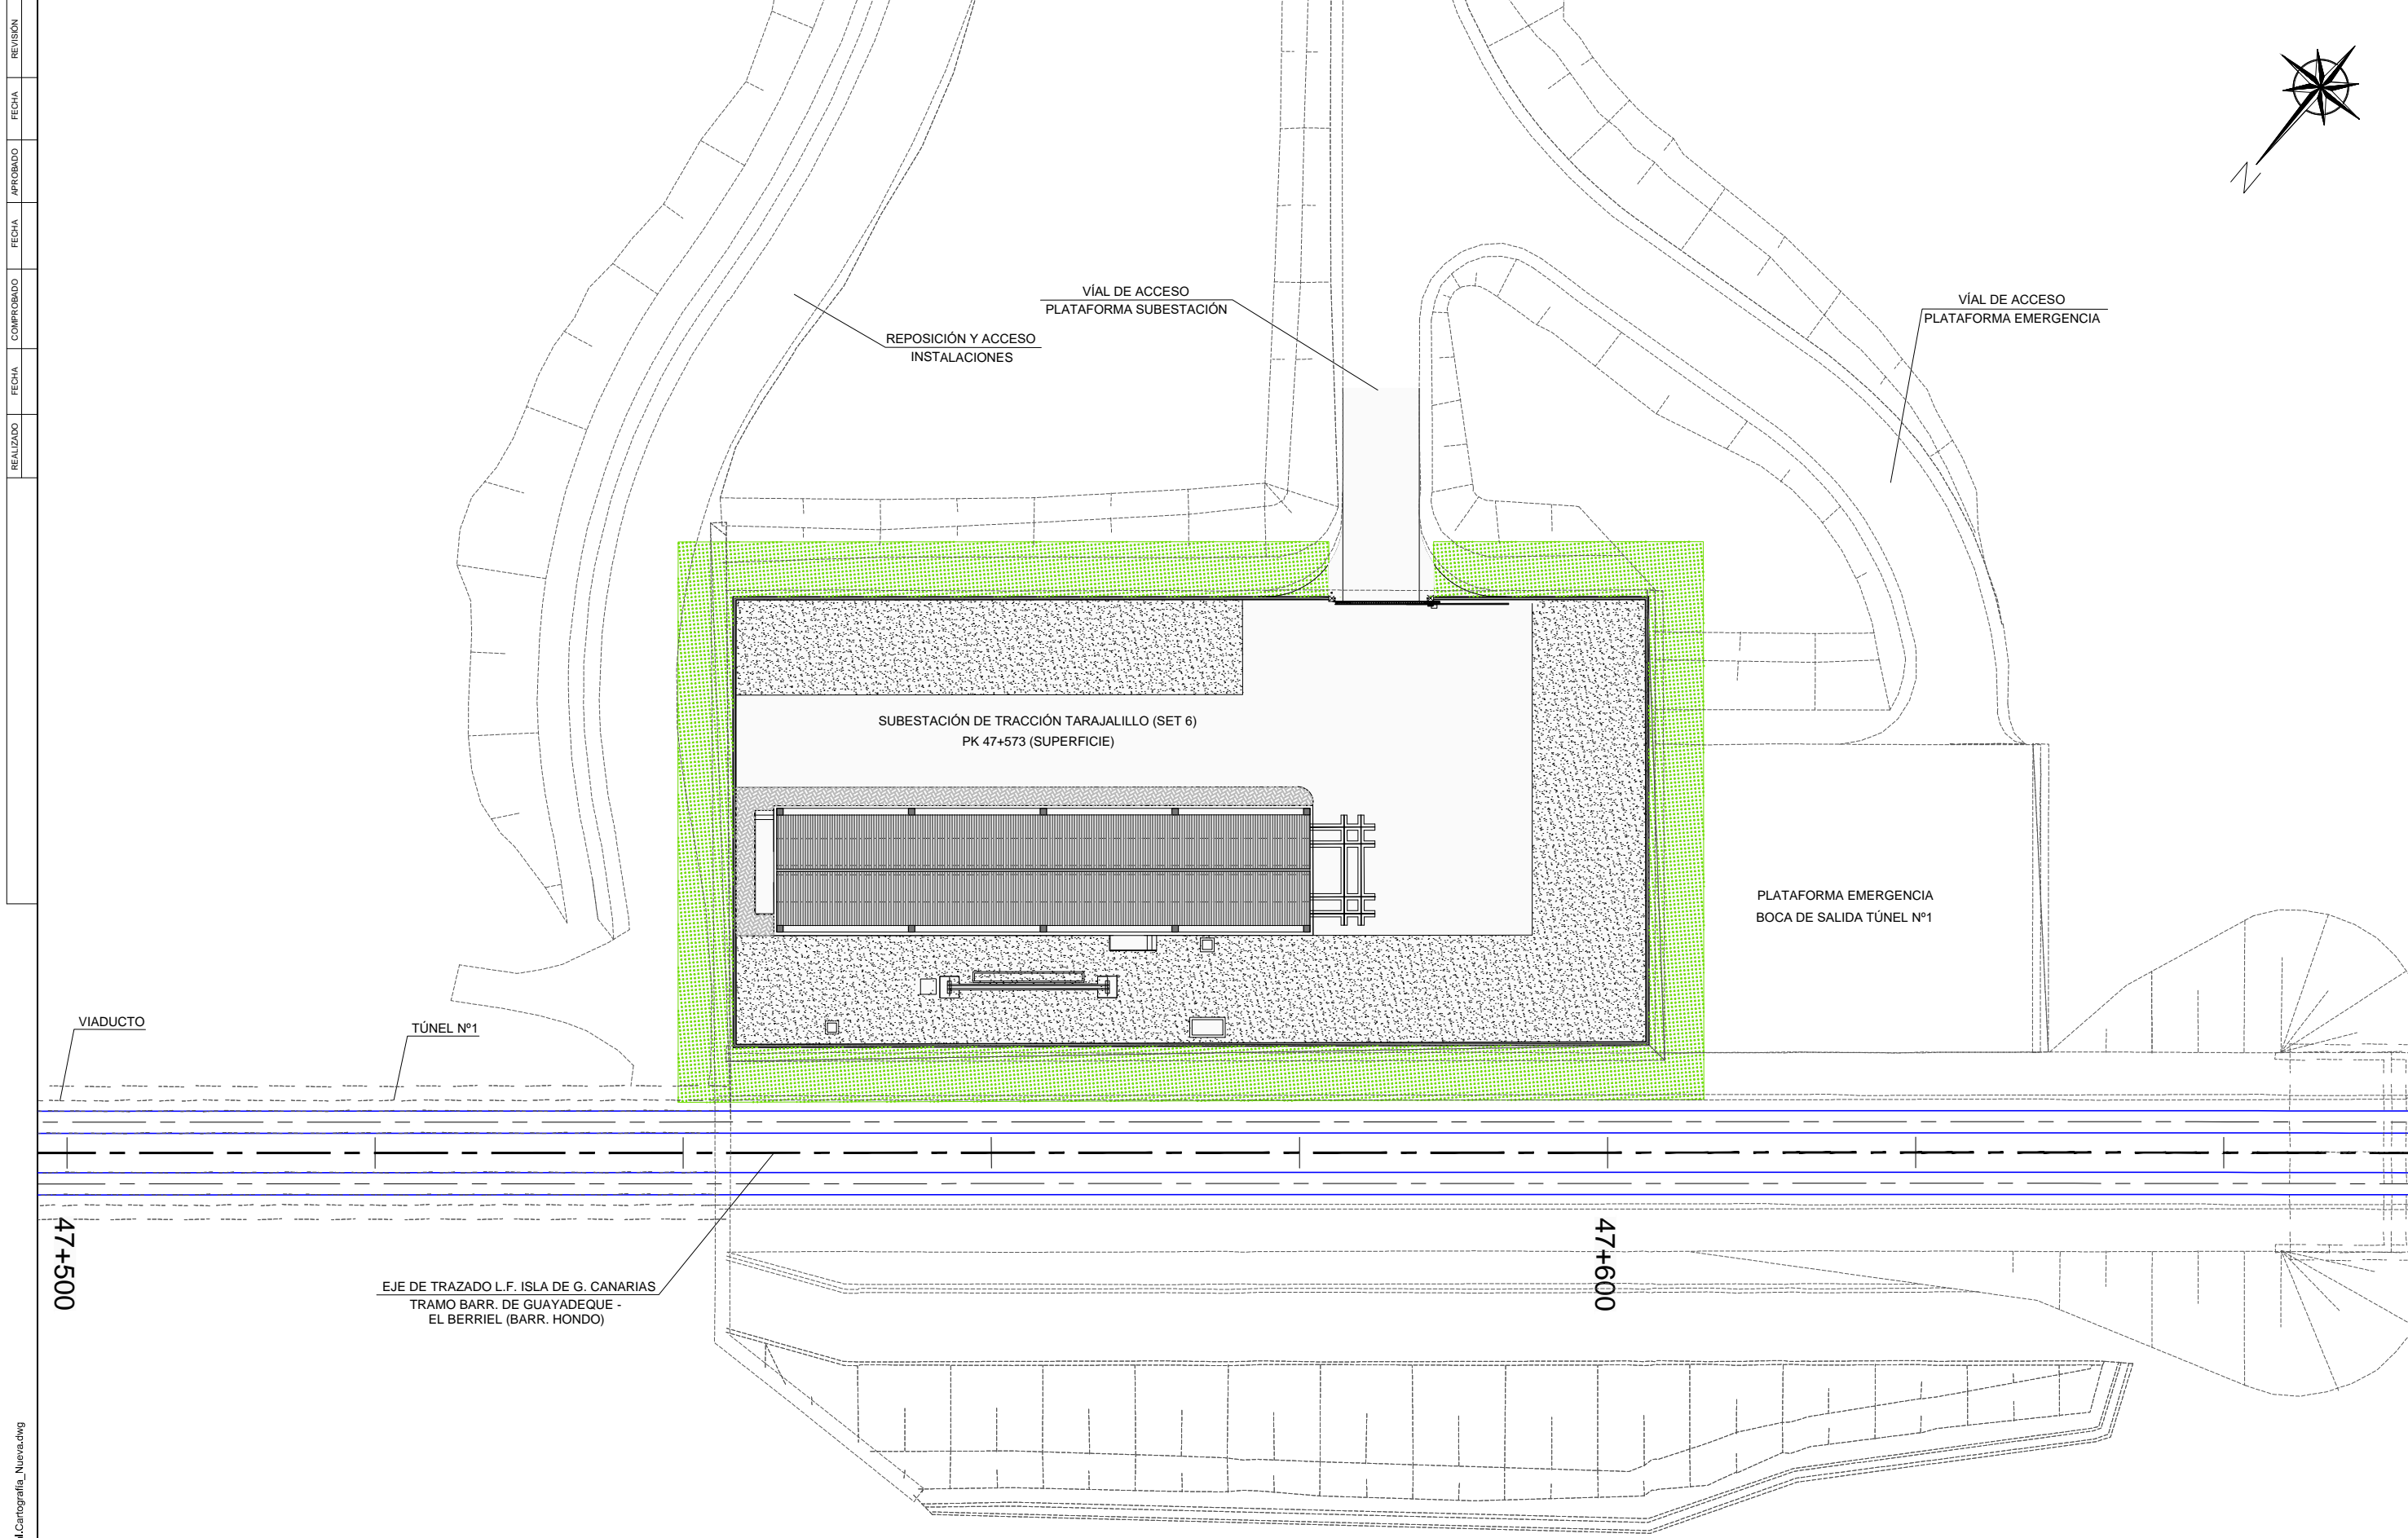 REVISIÓN
FECHA
APROBADO
FECHA
COMPROBADO
FECHA
REALIZADO
N
VÍAL DE ACCESO
PLATAFORMA SUBESTACIÓN
VÍAL DE ACCESO
PLATAFORMA EMERGENCIA
REPOSICIÓN Y ACCESO
INSTALACIONES
SUBESTACIÓN DE TRACCIÓN TARAJALILLO (SET 6)
PK 47+573 (SUPERFICIE)
PLATAFORMA EMERGENCIA
BOCA DE SALIDA TÚNEL Nº1
VIADUCTO
TÚNEL Nº1
47+500
47+600
EJE DE TRAZADO L.F. ISLA DE G. CANARIAS
TRAMO BARR. DE GUAYADEQUE -
EL BERRIEL (BARR. HONDO)
Cartografia_Nueva.dwg